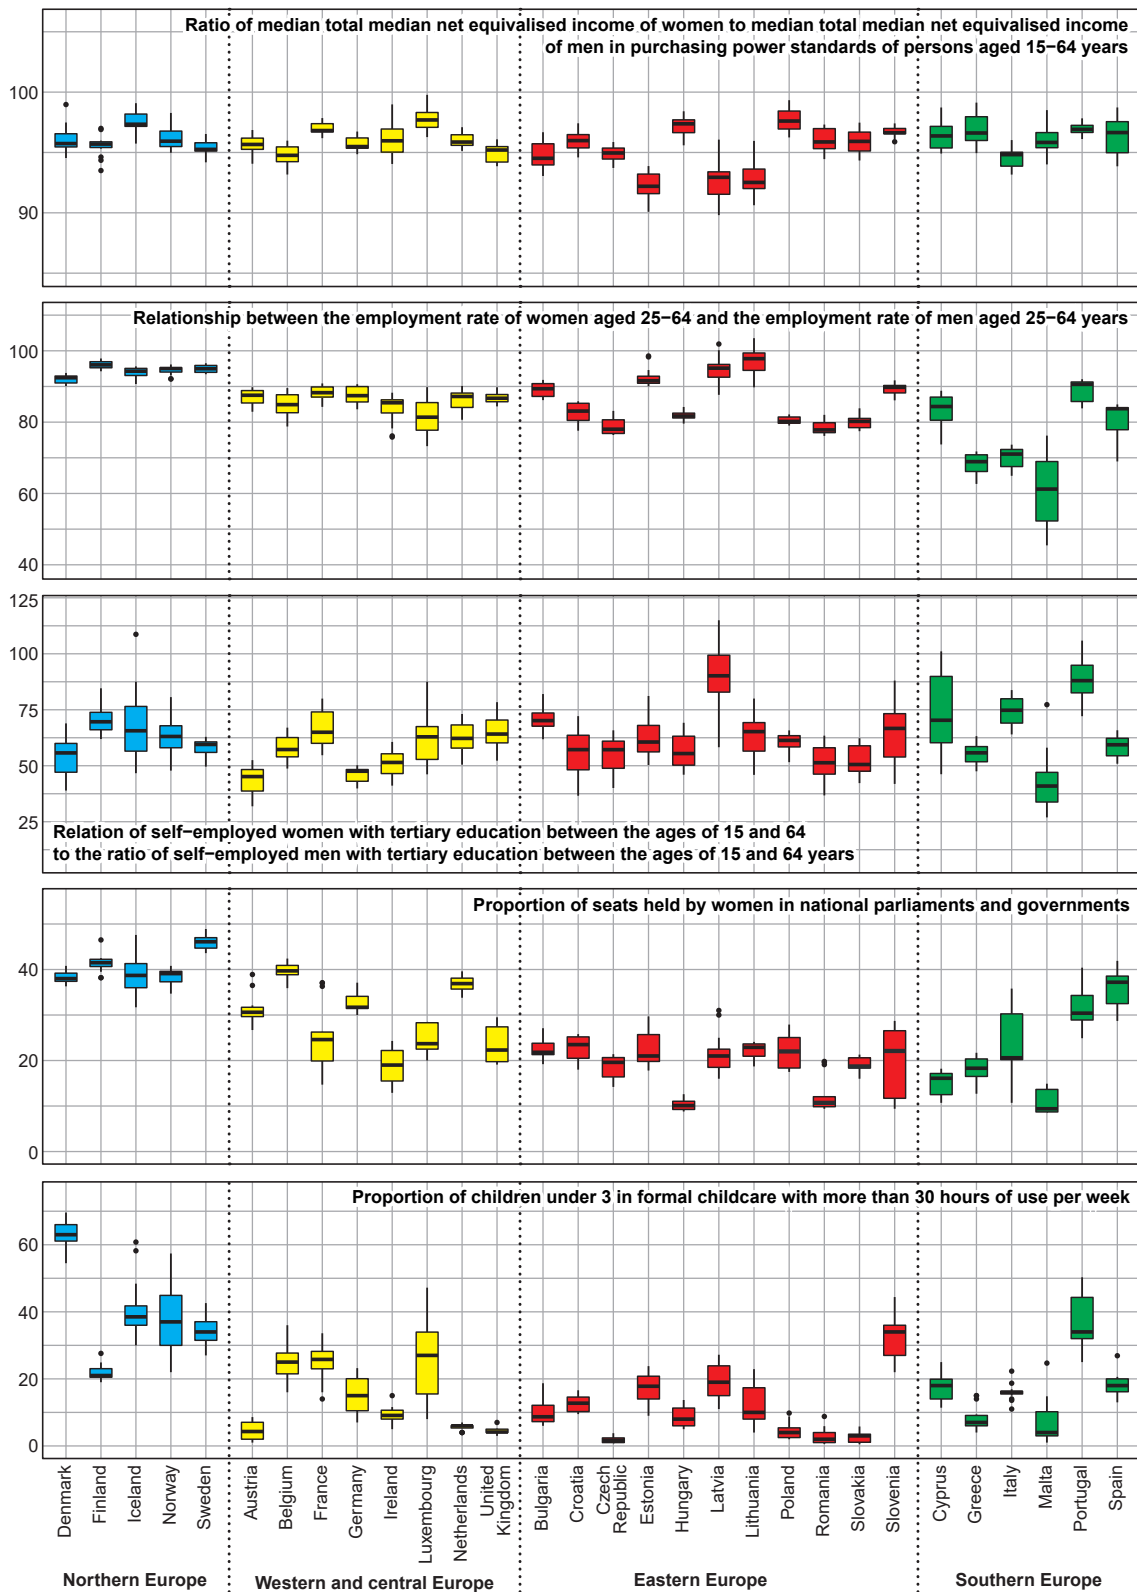 Ratio of median total median net equivalised income of women to median total median net equivalised income
of men in purchasing power standards of persons aged 15−64 years
100
90
Relationship between the employment rate of women aged 25−64 and the employment rate of men aged 25−64 years
100
80
60
40
125
100
75
50
25
Relation of self−employed women with tertiary education between the ages of 15 and 64
to the ratio of self−employed men with tertiary education between the ages of 15 and 64 years
Proportion of seats held by women in national parliaments and governments
40
20
0
Proportion of children under 3 in formal childcare with more than 30 hours of use per week
60
40
20
0
Denmark
Finland
Iceland
Norway
Sweden
Austria
Belgium
France
Germany
Ireland
Luxembourg
Netherlands
United
Kingdom
Bulgaria
Croatia
Czech
Republic
Estonia
Hungary
Latvia
Lithuania
Poland
Romania
Slovakia
Slovenia
Cyprus
Greece
Italy
Malta
Portugal
Spain
Northern Europe
Western and central Europe
Eastern Europe
Southern Europe